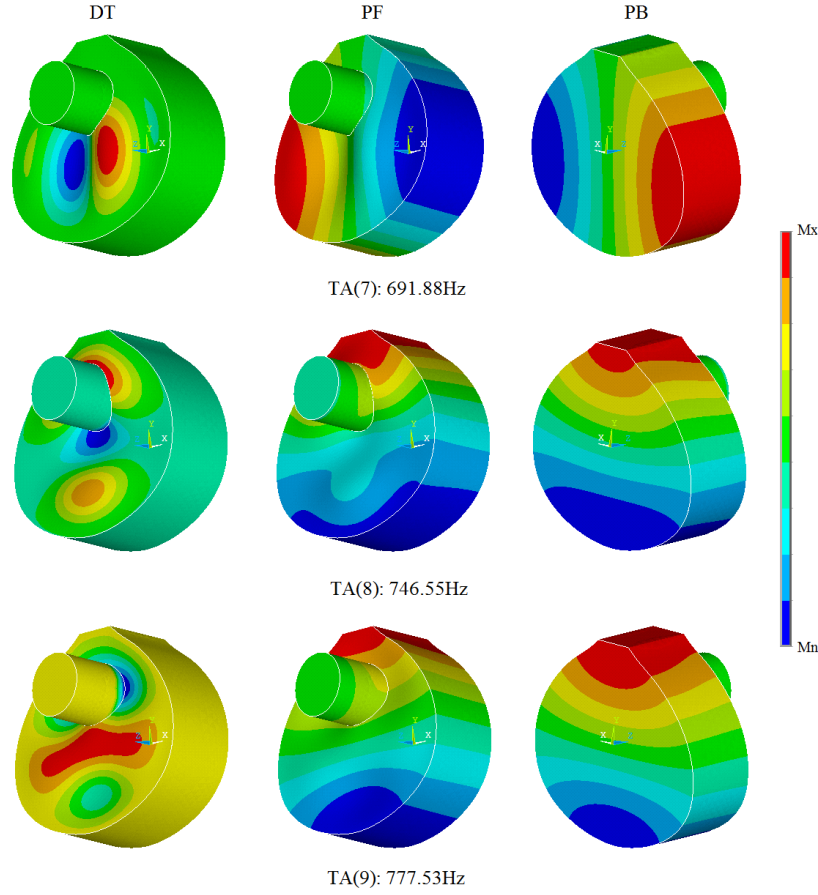 DT PF PB
Y
Z X
Y
Z X
Y
X Z
Mx
TA(7): 691.88Hz
Y
Z X
Y
X
Y
X Z
TA(8): 746.55Hz
Mn
Y
Z X
Y
X
Y
X Z
TA(9): 777.53Hz